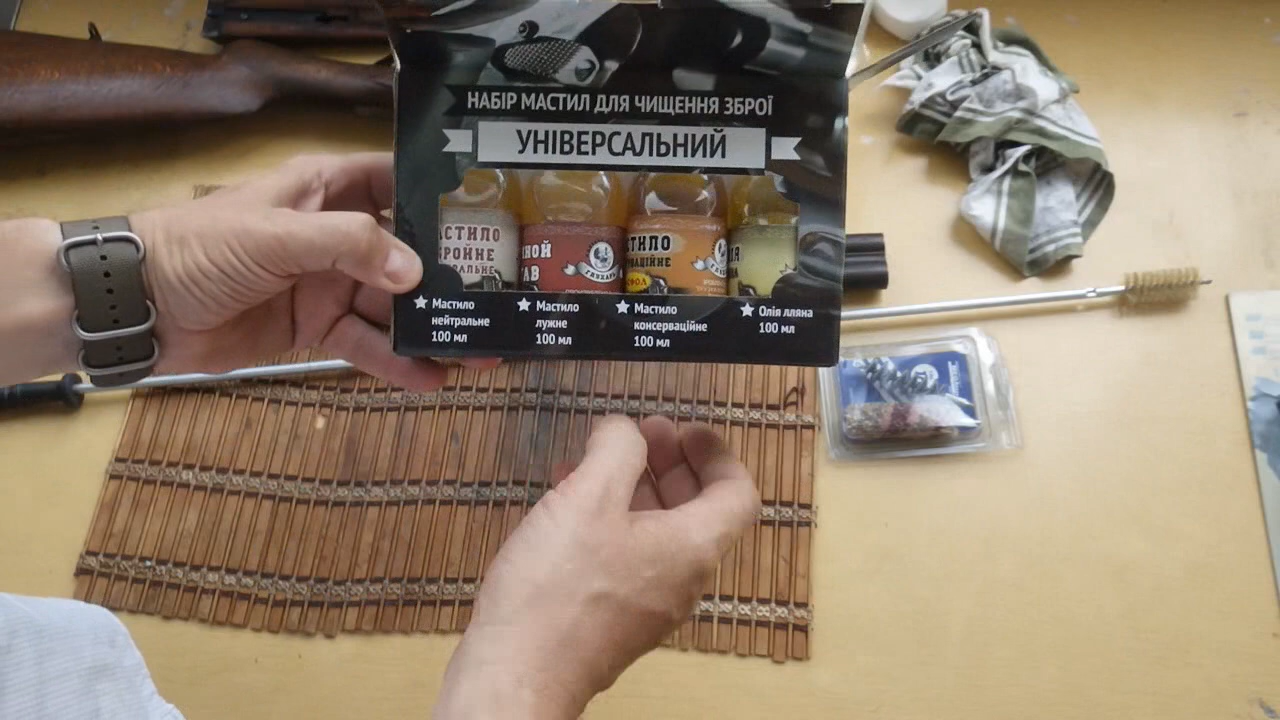 НАБІР МАСТИЛ ДЛЯ ЧИЩЕННЯ ЗБРОЇ
УНІВЕРСАЛЬНИЙ
Мастило
нейтральне
100 мл
Мастило
лужне
100 мл
Мастило
консерваційне
100 мл
Олія лляна
100 мл